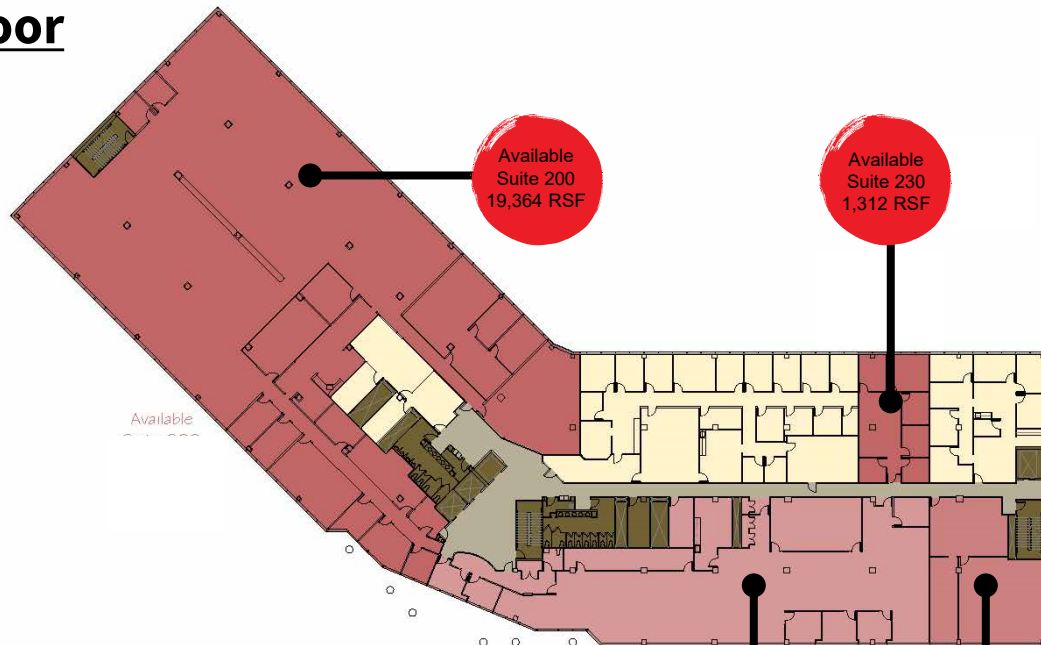 oor
Available
Suite 200
19,364 RSF
Available
Suite 230
1,312 RSF
Available